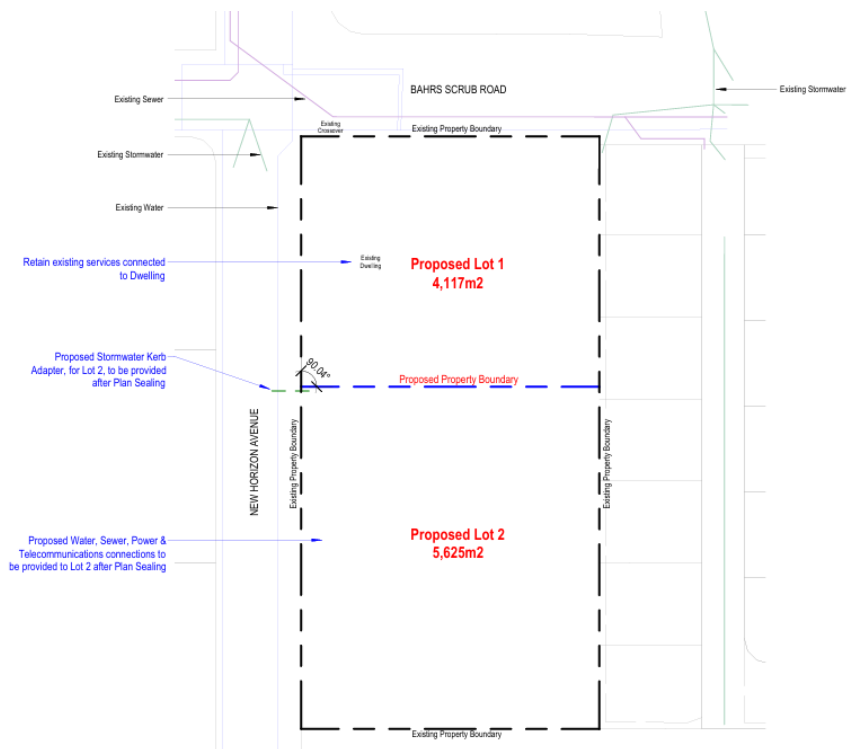 BAHRS SCRUB ROAD
Existing Stormwater
Existing Sewer
Existing
Crossover
Existing Property Boundary
Existing Stormwater
Existing Water
Retain existing services connected
to Dwelling
Existing
Dwelling
Proposed Lot 1
4,117m2
Proposed Stormwater Kerb
Adapter, for Lot 2, to be provided
after Plan Sealing
90.04°
Proposed Property Boundary
NEW HORIZON AVENUE
Existing Property Boundary
Existing Property Boundary
Proposed Lot 2
5,625m2
Proposed Water, Sewer, Power &
Telecommunications connections to
be provided to Lot 2 after Plan Sealing
Existing Property Boundary